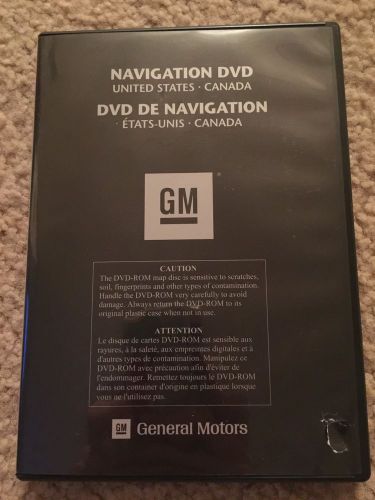 NAVIGATION DVD
UNITED STATES · CANADA
DVD DE NAVIGATION
· ÉTATS-UNIS · CANADA
GM
CAUTION
The DVD-ROM map disc is sensitive to scratches,
soil, fingerprints and other types of contamination.
Handle the DVD-ROM very carefully to avoid
damage. Always return the DVD-ROM to its
original plastic case when not in use.
ATTENTION
Le disque de cartes DVD-ROM est sensible aux
rayures, à la saleté, aux empreintes digitales et à
d'autres types de contamination. Manipulez ce
DVD-ROM avec précaution afin d'éviter de
l'endommager. Remettez toujours le DVD-ROM
dans son container d'origine en plastique lorsque
vous ne l'utilisez pas.
GM General Motors